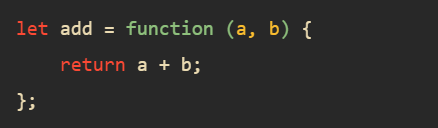 let add = function (a, b) {
    return a + b;
};